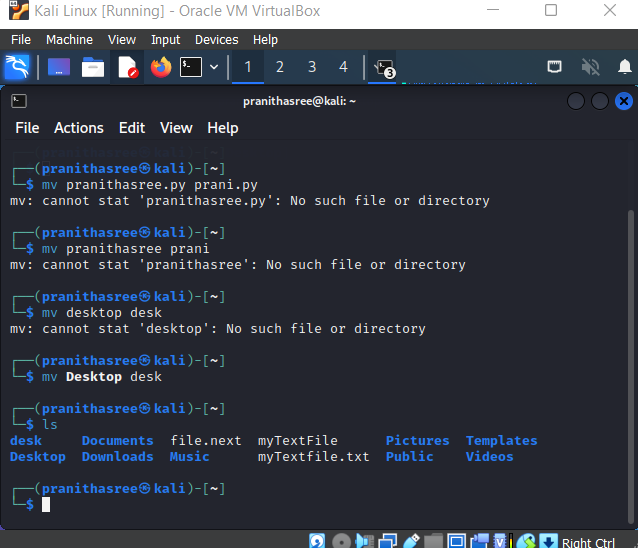 Kali Linux [Running] - Oracle VM VirtualBox
File Machine View Input Devices Help
1 2 3 4
3
pranithasree@kali: ~
File Actions Edit View Help
┌──(pranithasree㉿kali)-[~]
└─$ mv pranithasree.py prani.py
mv: cannot stat 'pranithasree.py': No such file or directory
┌──(pranithasree㉿kali)-[~]
└─$ mv pranithasree prani
mv: cannot stat 'pranithasree': No such file or directory
┌──(pranithasree㉿kali)-[~]
└─$ mv desktop desk
mv: cannot stat 'desktop': No such file or directory
┌──(pranithasree㉿kali)-[~]
└─$ mv Desktop desk
┌──(pranithasree㉿kali)-[~]
└─$ ls
desk Documents file.next myTextFile Pictures Templates
Desktop Downloads Music myTextfile.txt Public Videos
┌──(pranithasree㉿kali)-[~]
└─$
Right Ctrl